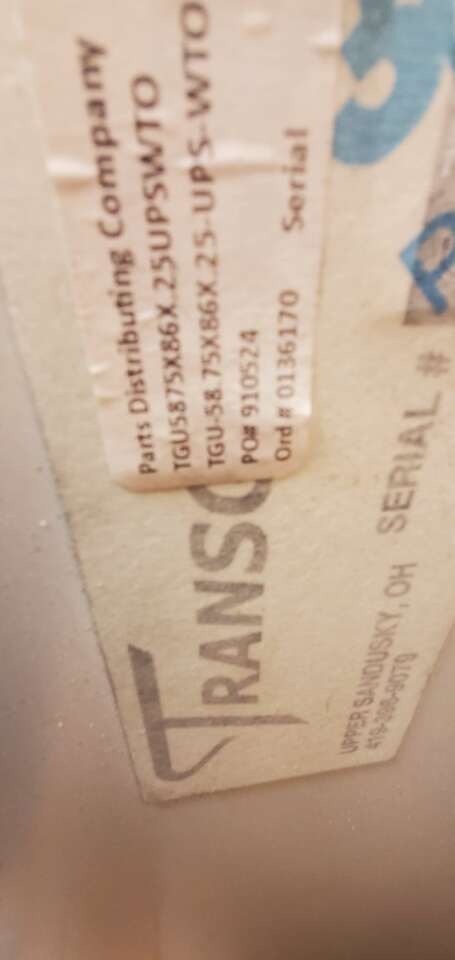 Parts Distributing Company
TGU5875X86X.25UPSWTO
TGU-58.75X86X.25-UPS-WTO
PO# 910524
Ord # 0136170 Serial
TRANSC
UPPER SANDUSKY, OH SERIAL #